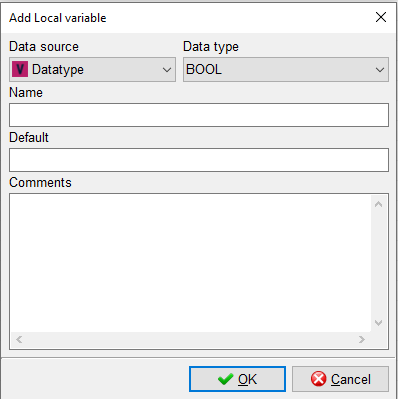 Add Local variable
Data source Data type
V Datatype BOOL
Name
Default
Comments
OK Cancel